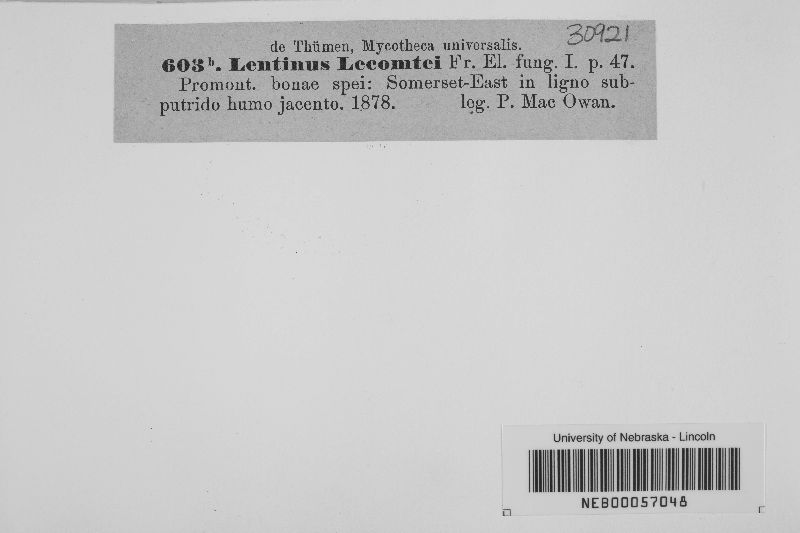 30921
de Thümen, Mycotheca universalis.
603ᵇ. Lentinus Lecomtei Fr. El. fung. I. p. 47.
Promont. bonae spei: Somerset-East in ligno sub-
putrido humo jacento. 1878. leg. P. Mac Owan.
University of Nebraska - Lincoln
NEB00057048